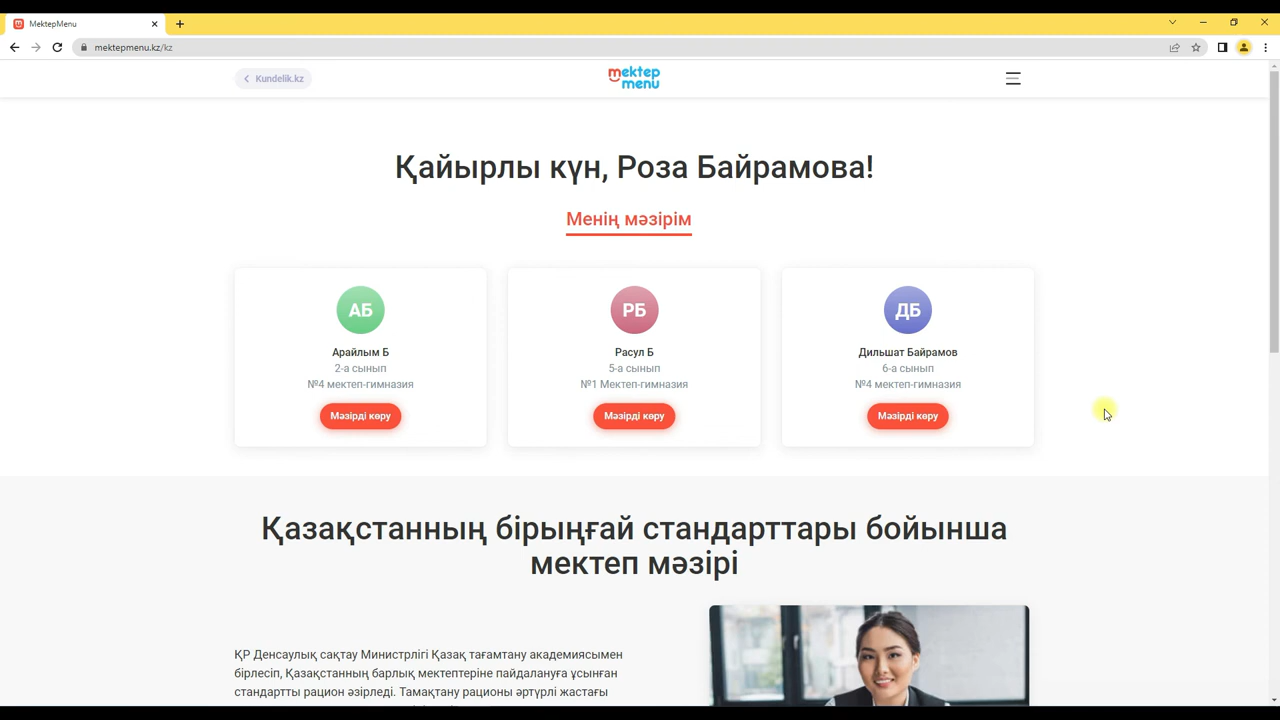 MektepMenu
mektepmenu.kz/kz
Kundelik.kz
mektep
menu
Қайырлы күн, Роза Байрамова!
Менің мәзірім
АБ
Арайлым Б
2-а сынып
№4 мектеп-гимназия
Мәзірді көру
РБ
Расул Б
5-а сынып
№1 Мектеп-гимназия
Мәзірді көру
ДБ
Дильшат Байрамов
6-а сынып
№4 мектеп-гимназия
Мәзірді көру
Қазақстанның бірыңғай стандарттары бойынша
мектеп мәзірі
ҚР Денсаулық сақтау Министрлігі Қазақ тағамтану академиясымен
бірлесіп, Қазақстанның барлық мектептеріне пайдалануға ұсынған
стандартты рацион әзірледі. Тамақтану рационы әртүрлі жастағы